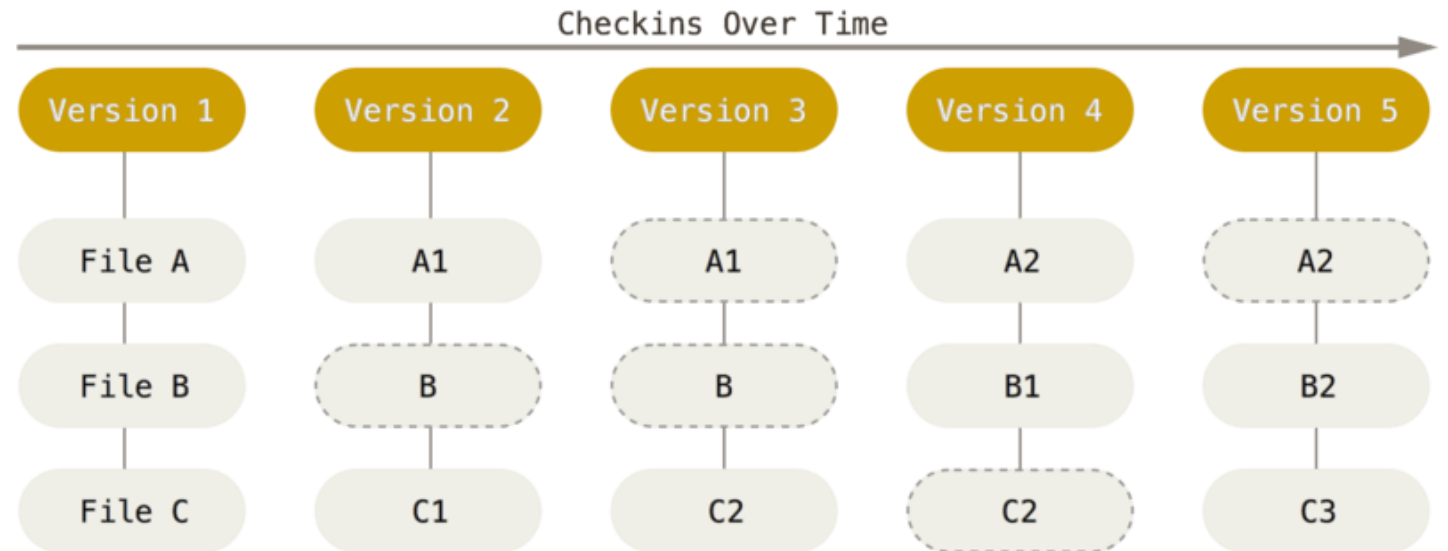 Checkins Over Time
Version 1 Version 2 Version 3 Version 4 Version 5
File A A1 A1 A2 A2
File B B B B1 B2
File C C1 C2 C2 C3